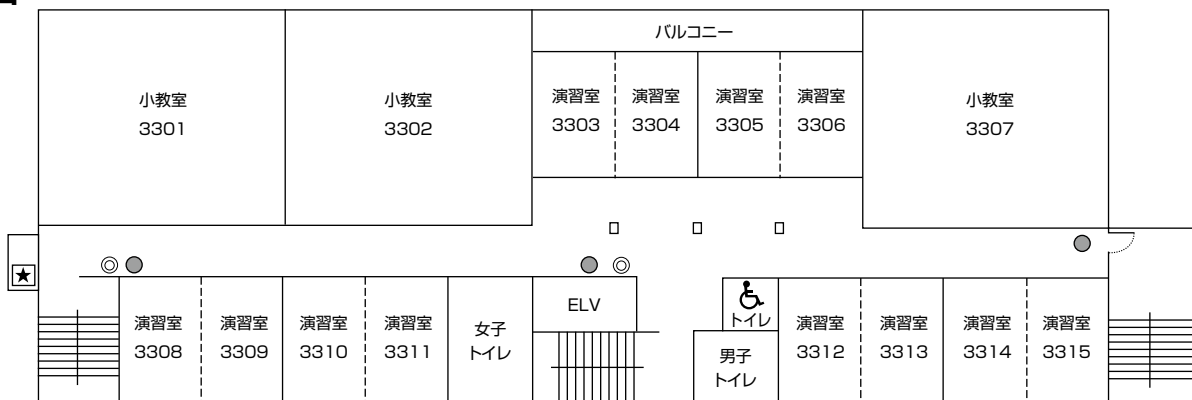 バルコニー
小教室
3301
小教室
3302
演習室
3303
演習室
3304
演習室
3305
演習室
3306
小教室
3307
ELV
演習室
3308
演習室
3309
演習室
3310
演習室
3311
女子
トイレ
トイレ
男子
トイレ
演習室
3312
演習室
3313
演習室
3314
演習室
3315